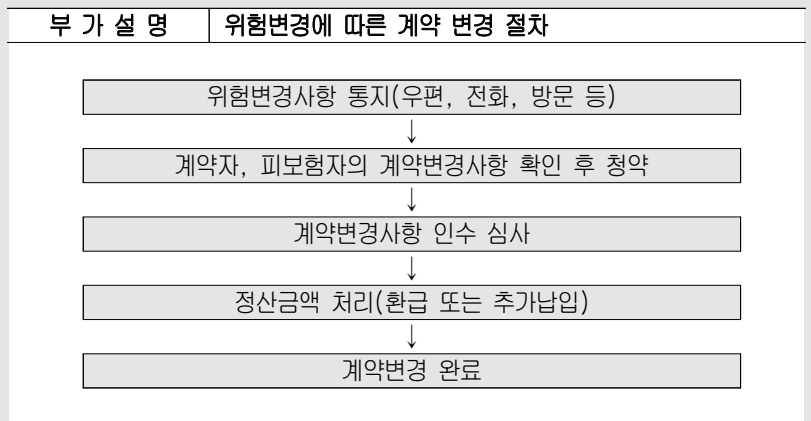 부 가 설 명 위험변경에 따른 계약 변경 절차
위험변경사항 통지(우편, 전화, 방문 등)
↓
계약자, 피보험자의 계약변경사항 확인 후 청약
↓
계약변경사항 인수 심사
↓
정산금액 처리(환급 또는 추가납입)
↓
계약변경 완료